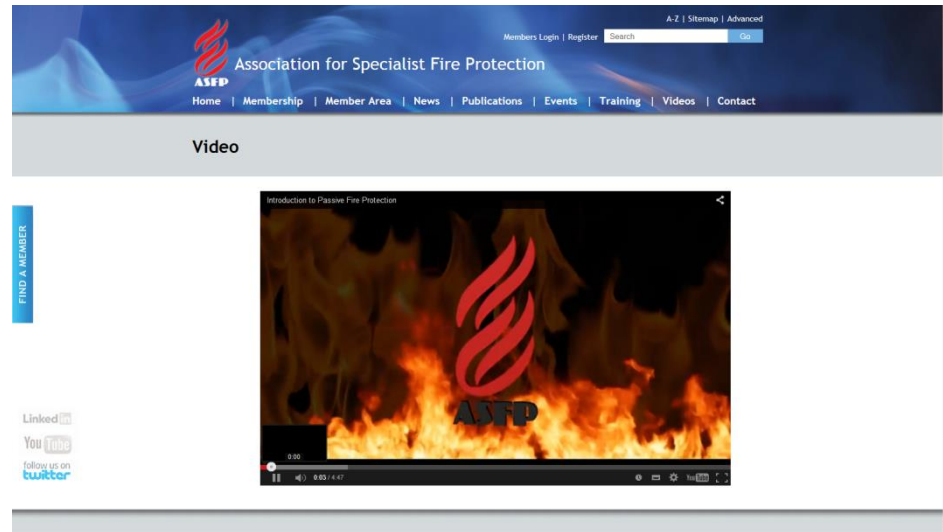 A-Z | Sitemap | Advanced
Members Login | Register Search Go
Association for Specialist Fire Protection
ASFP
Home | Membership | Member Area | News | Publications | Events | Training | Videos | Contact
Video
FIND A MEMBER
Introduction to Passive Fire Protection
ASFP
0:00
0:03 / 4:47
YouTube
Linked in
You Tube
follow us on
twitter